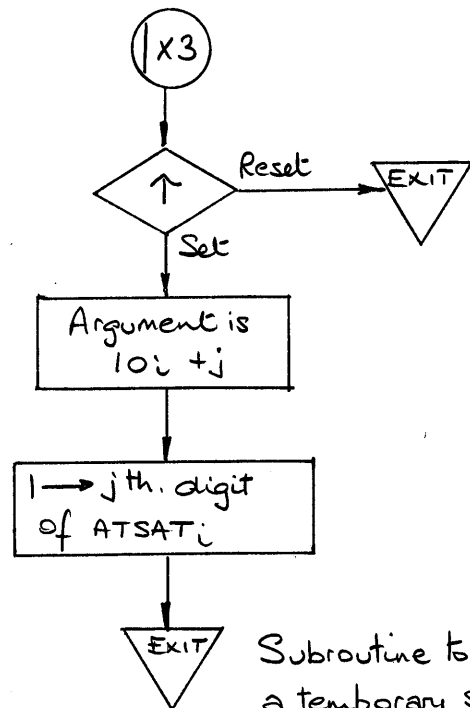 |x3
↑
Reset
EXIT
Set
Argument is
10i + j
1 → jth. digit
of ATSATi
EXIT
Subroutine to
a temporary s